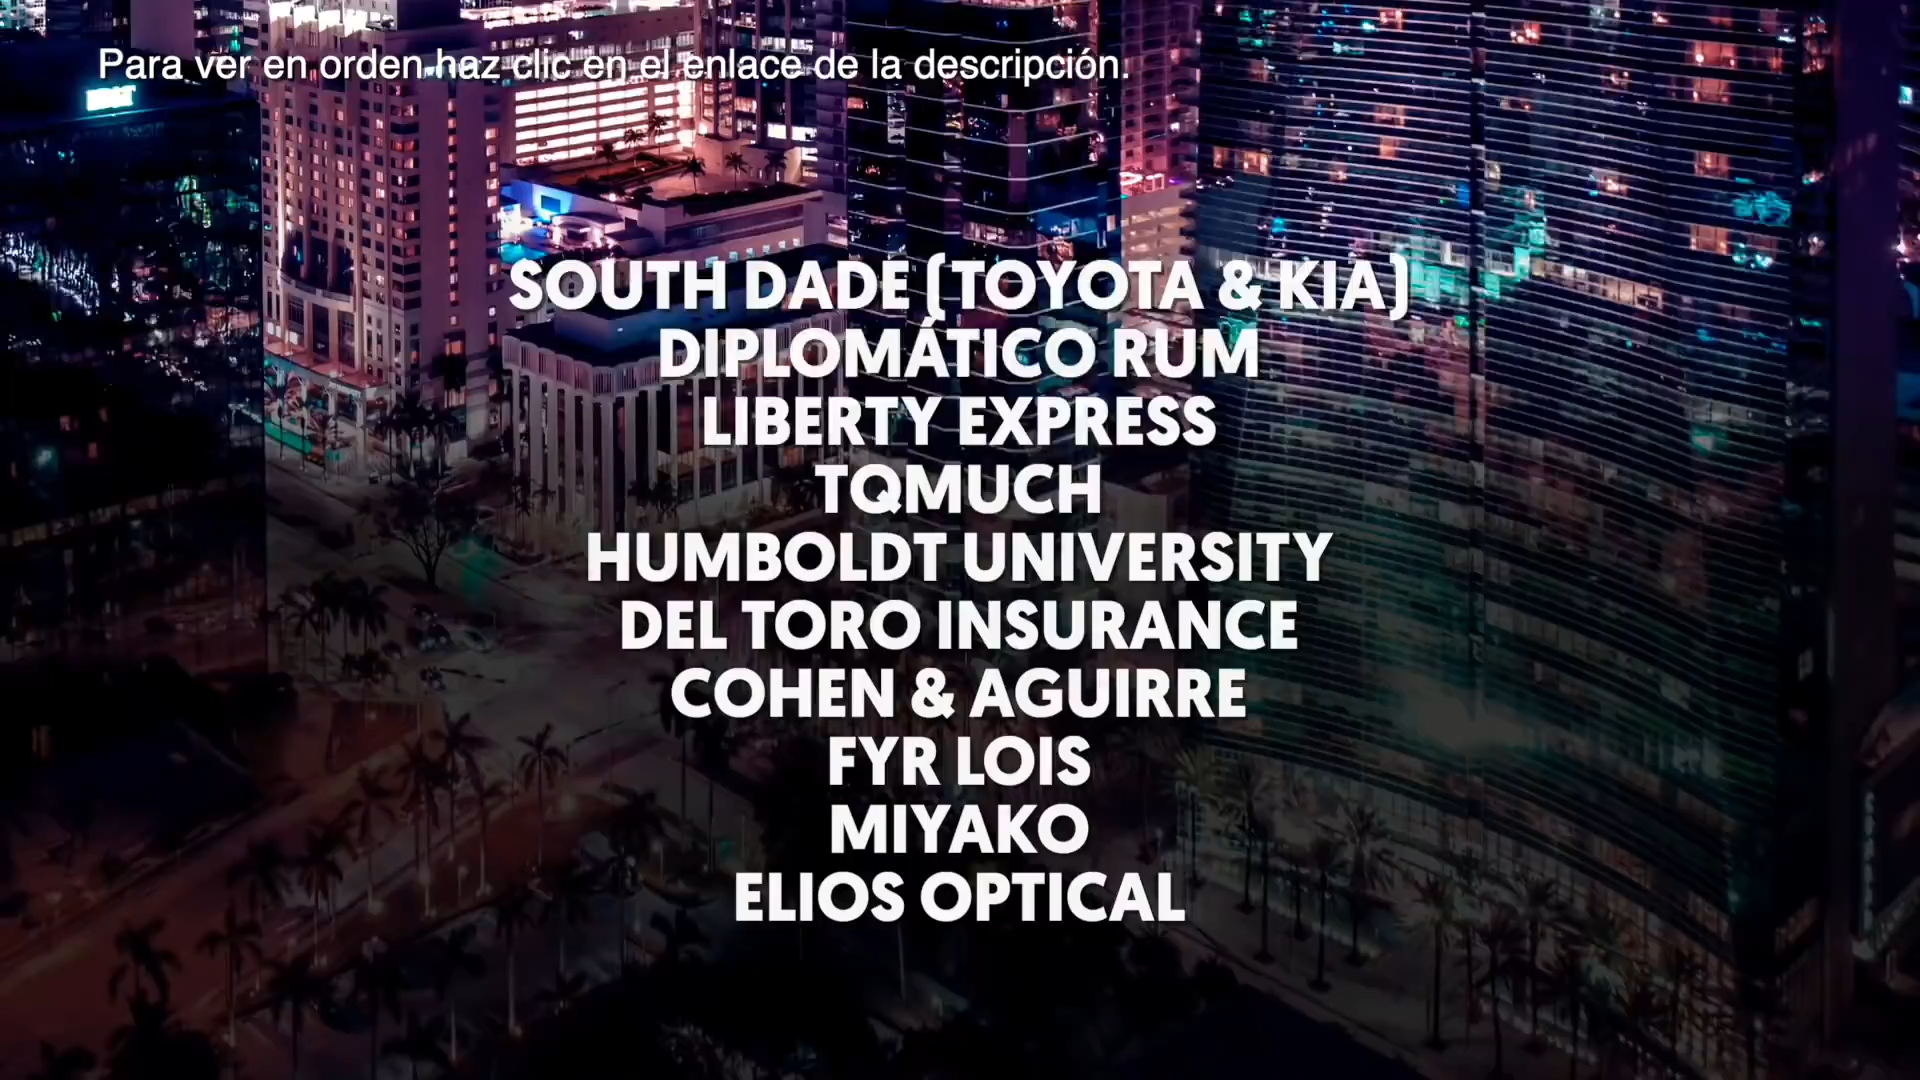 Para ver en orden haz clic en el enlace de la descripción.
SOUTH DADE (TOYOTA & KIA)
DIPLOMÁTICO RUM
LIBERTY EXPRESS
TQMUCH
HUMBOLDT UNIVERSITY
DEL TORO INSURANCE
COHEN & AGUIRRE
FYR LOIS
MIYAKO
ELIOS OPTICAL